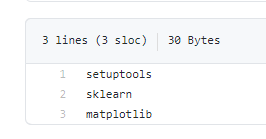 3 lines (3 sloc) 30 Bytes
1 setuptools
2 sklearn
3 matplotlib